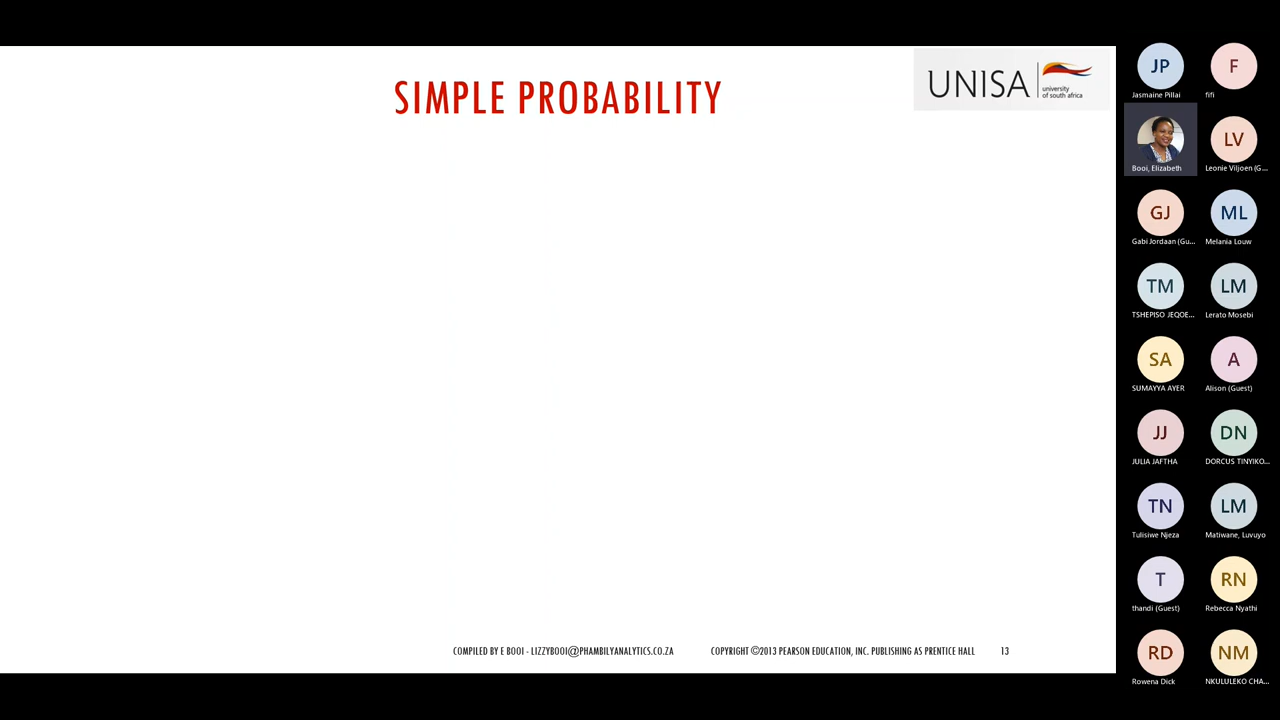 SIMPLE PROBABILITY
UNISA
university
of south africa
COMPILED BY E BOOI - LIZZYBOOI@PHAMBILYANALYTICS.CO.ZA
COPYRIGHT ©2013 PEARSON EDUCATION, INC. PUBLISHING AS PRENTICE HALL
13
JP
Jasmaine Pillai
F
fifi
Booi, Elizabeth
LV
Leonie Viljoen (G...
GJ
Gabi Jordaan (Gu...
ML
Melania Louw
TM
TSHEPISO JEQOE...
LM
Lerato Mosebi
SA
SUMAYYA AYER
A
Alison (Guest)
JJ
JULIA JAFTHA
DN
DORCUS TINYIKO...
TN
Tulisiwe Njeza
LM
Matiwane, Luvuyo
T
thandi (Guest)
RN
Rebecca Nyathi
RD
Rowena Dick
NM
NKULULEKO CHA...